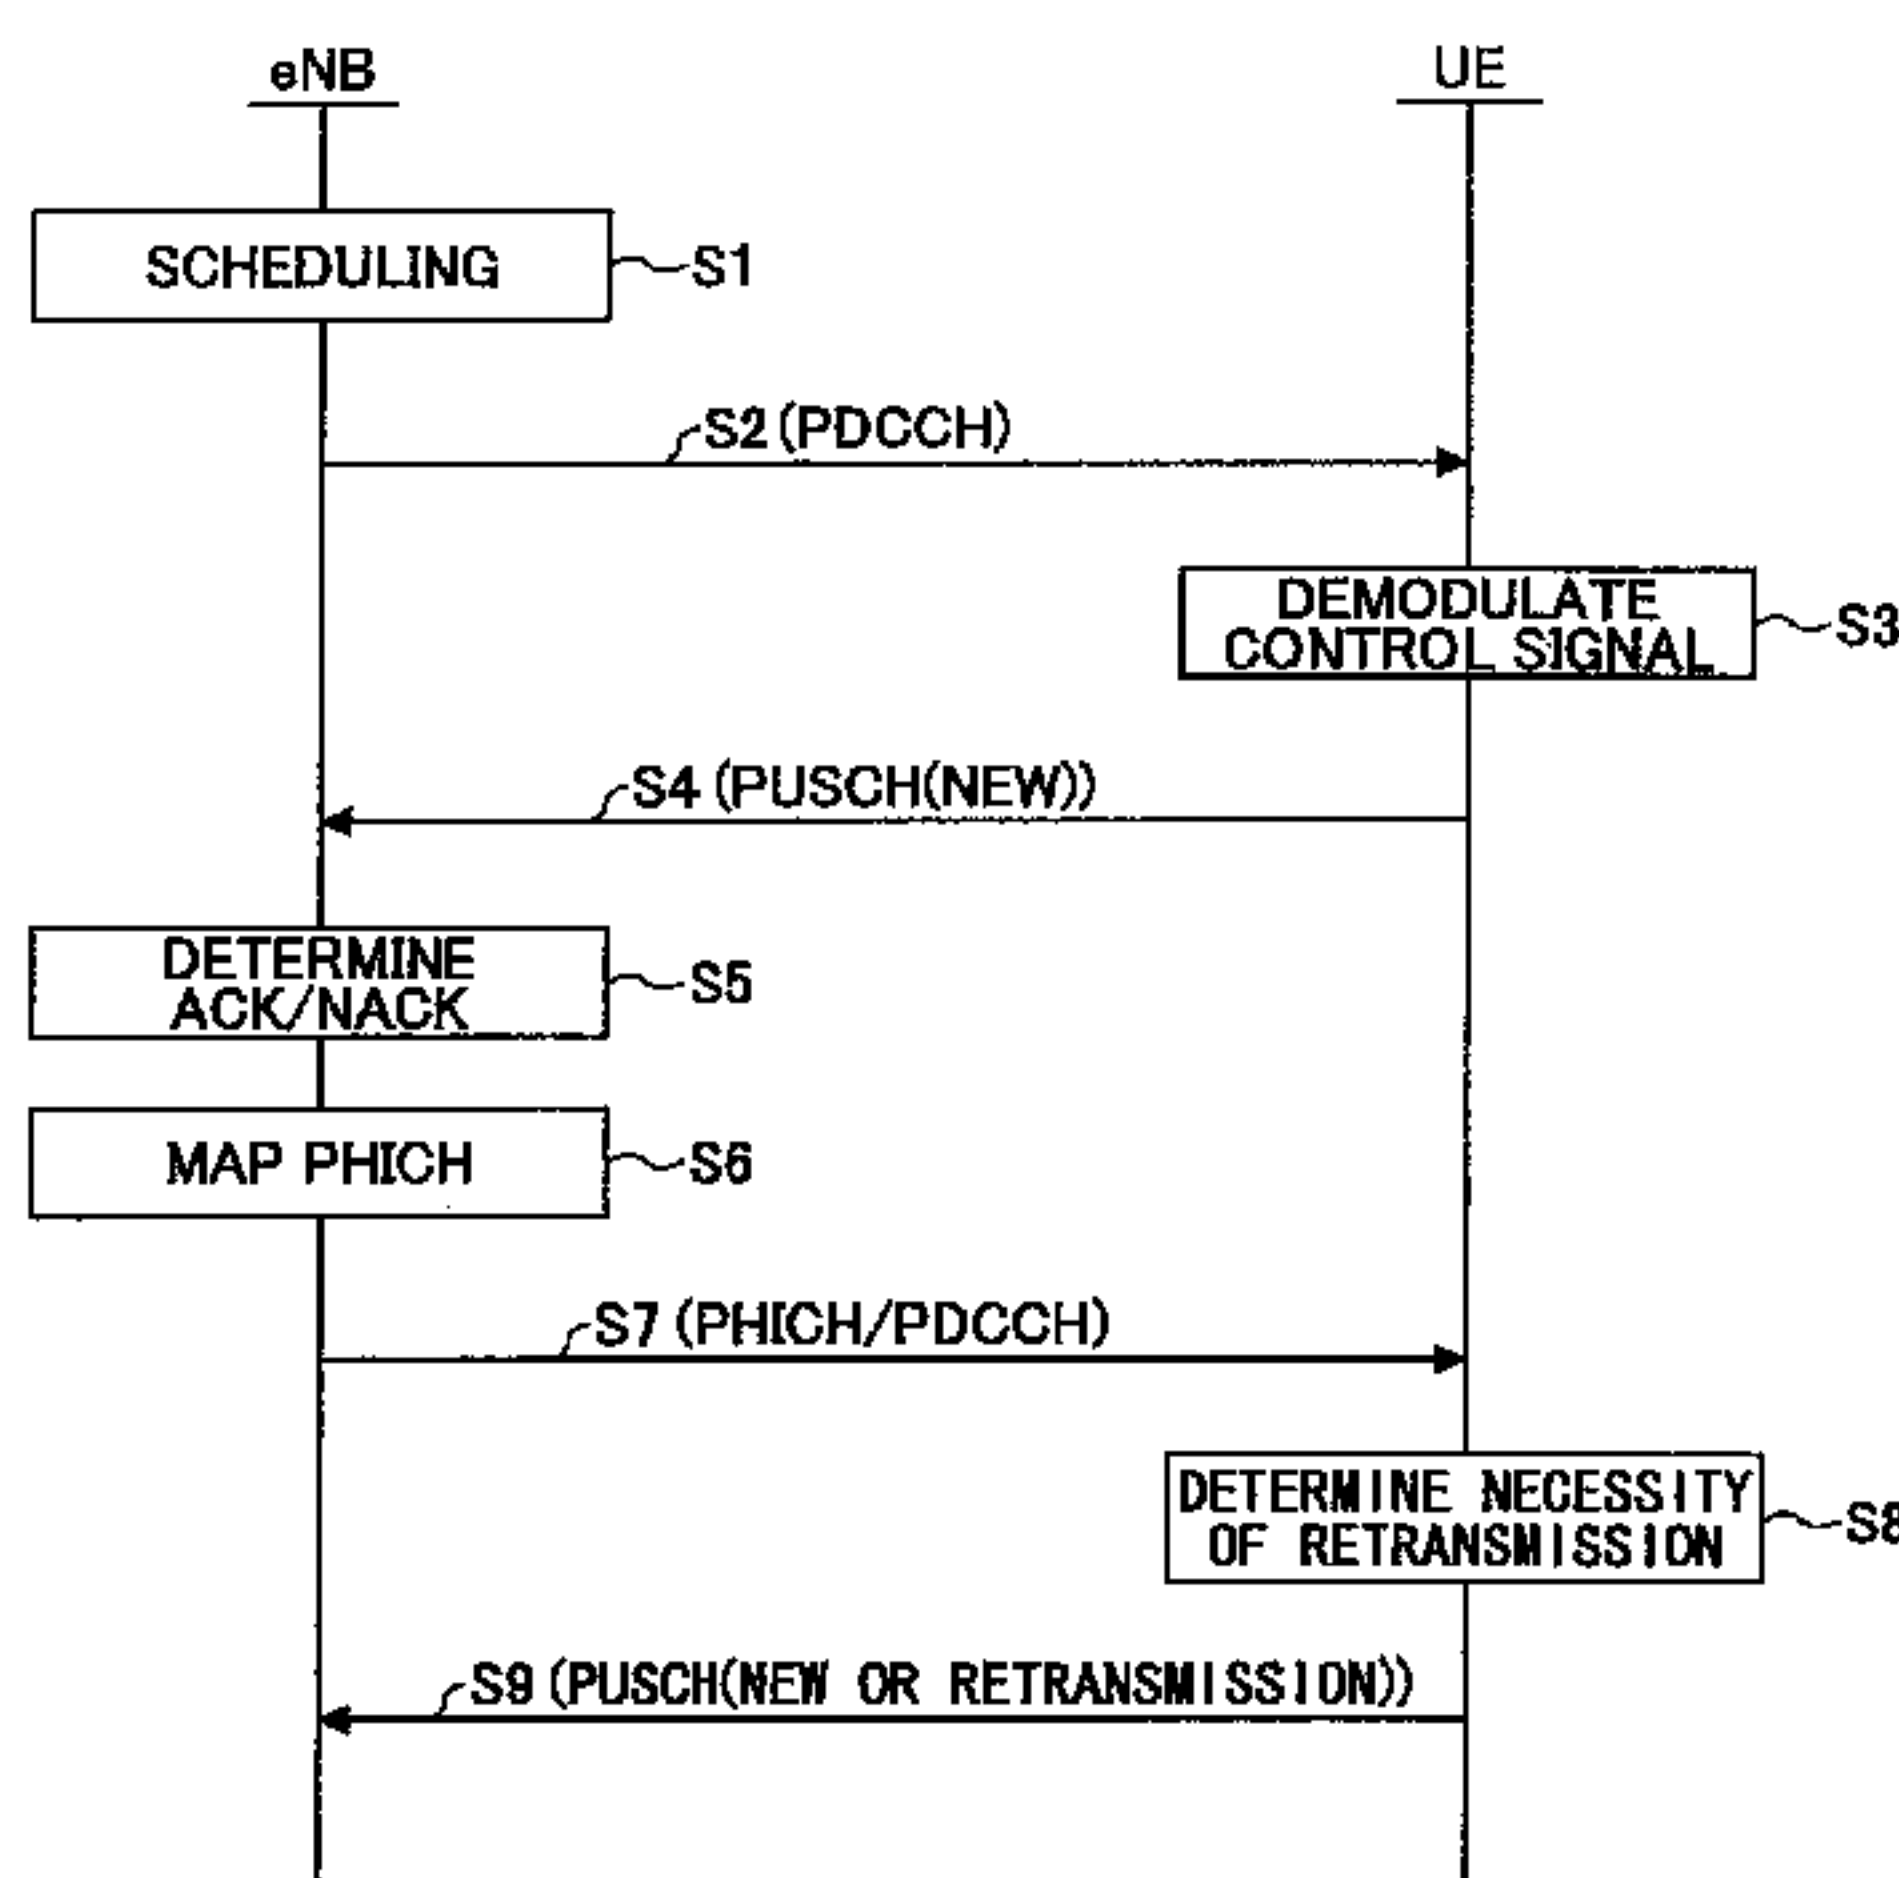 eNB
UE
SCHEDULING
S1
S2 (PDCCH)
DEMODULATE
CONTROL SIGNAL
S3
S4 (PUSCH(NEW))
DETERMINE
ACK/NACK
S5
MAP PHICH
S6
S7 (PHICH/PDCCH)
DETERMINE NECESSITY
OF RETRANSMISSION
S8
S9 (PUSCH(NEW OR RETRANSMISSION))